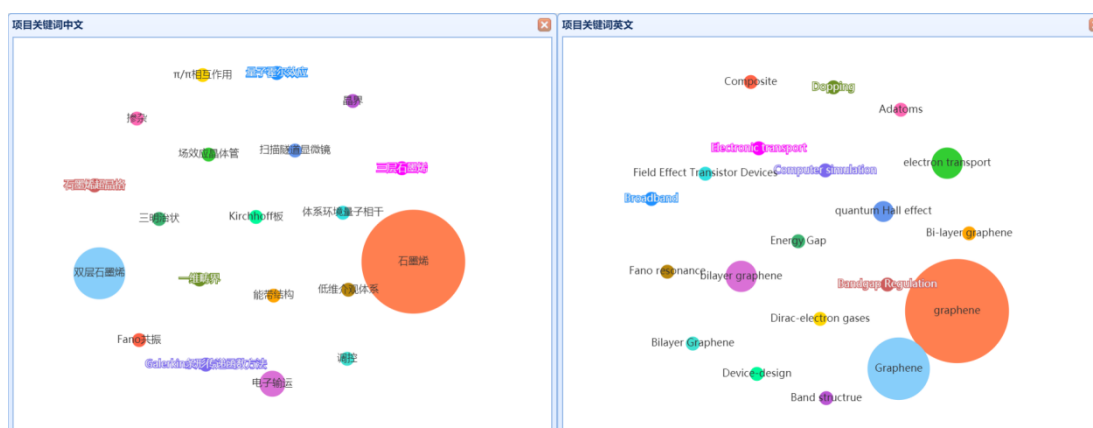 项目关键词中文
π/π相互作用
量子霍尔效应
晶界
掺杂
场效应晶体管
扫描隧道显微镜
三层石墨烯
石墨烯超晶格
三明治状
Kirchhoff板
体系环境量子相干
双层石墨烯
石墨烯
能带结构
低维介观体系
Fano共振
调控
电子输运
项目关键词英文
Composite
Dopping
Adatoms
Electronic transport
electron transport
Field Effect Transistor Devices
Computer simulation
Broadband
quantum Hall effect
Bi-layer graphene
Energy Gap
Fano resonance
bilayer graphene
Bandgap Regulation
graphene
Dirac-electron gases
Bilayer Graphene
Graphene
Device-design
Band structrue